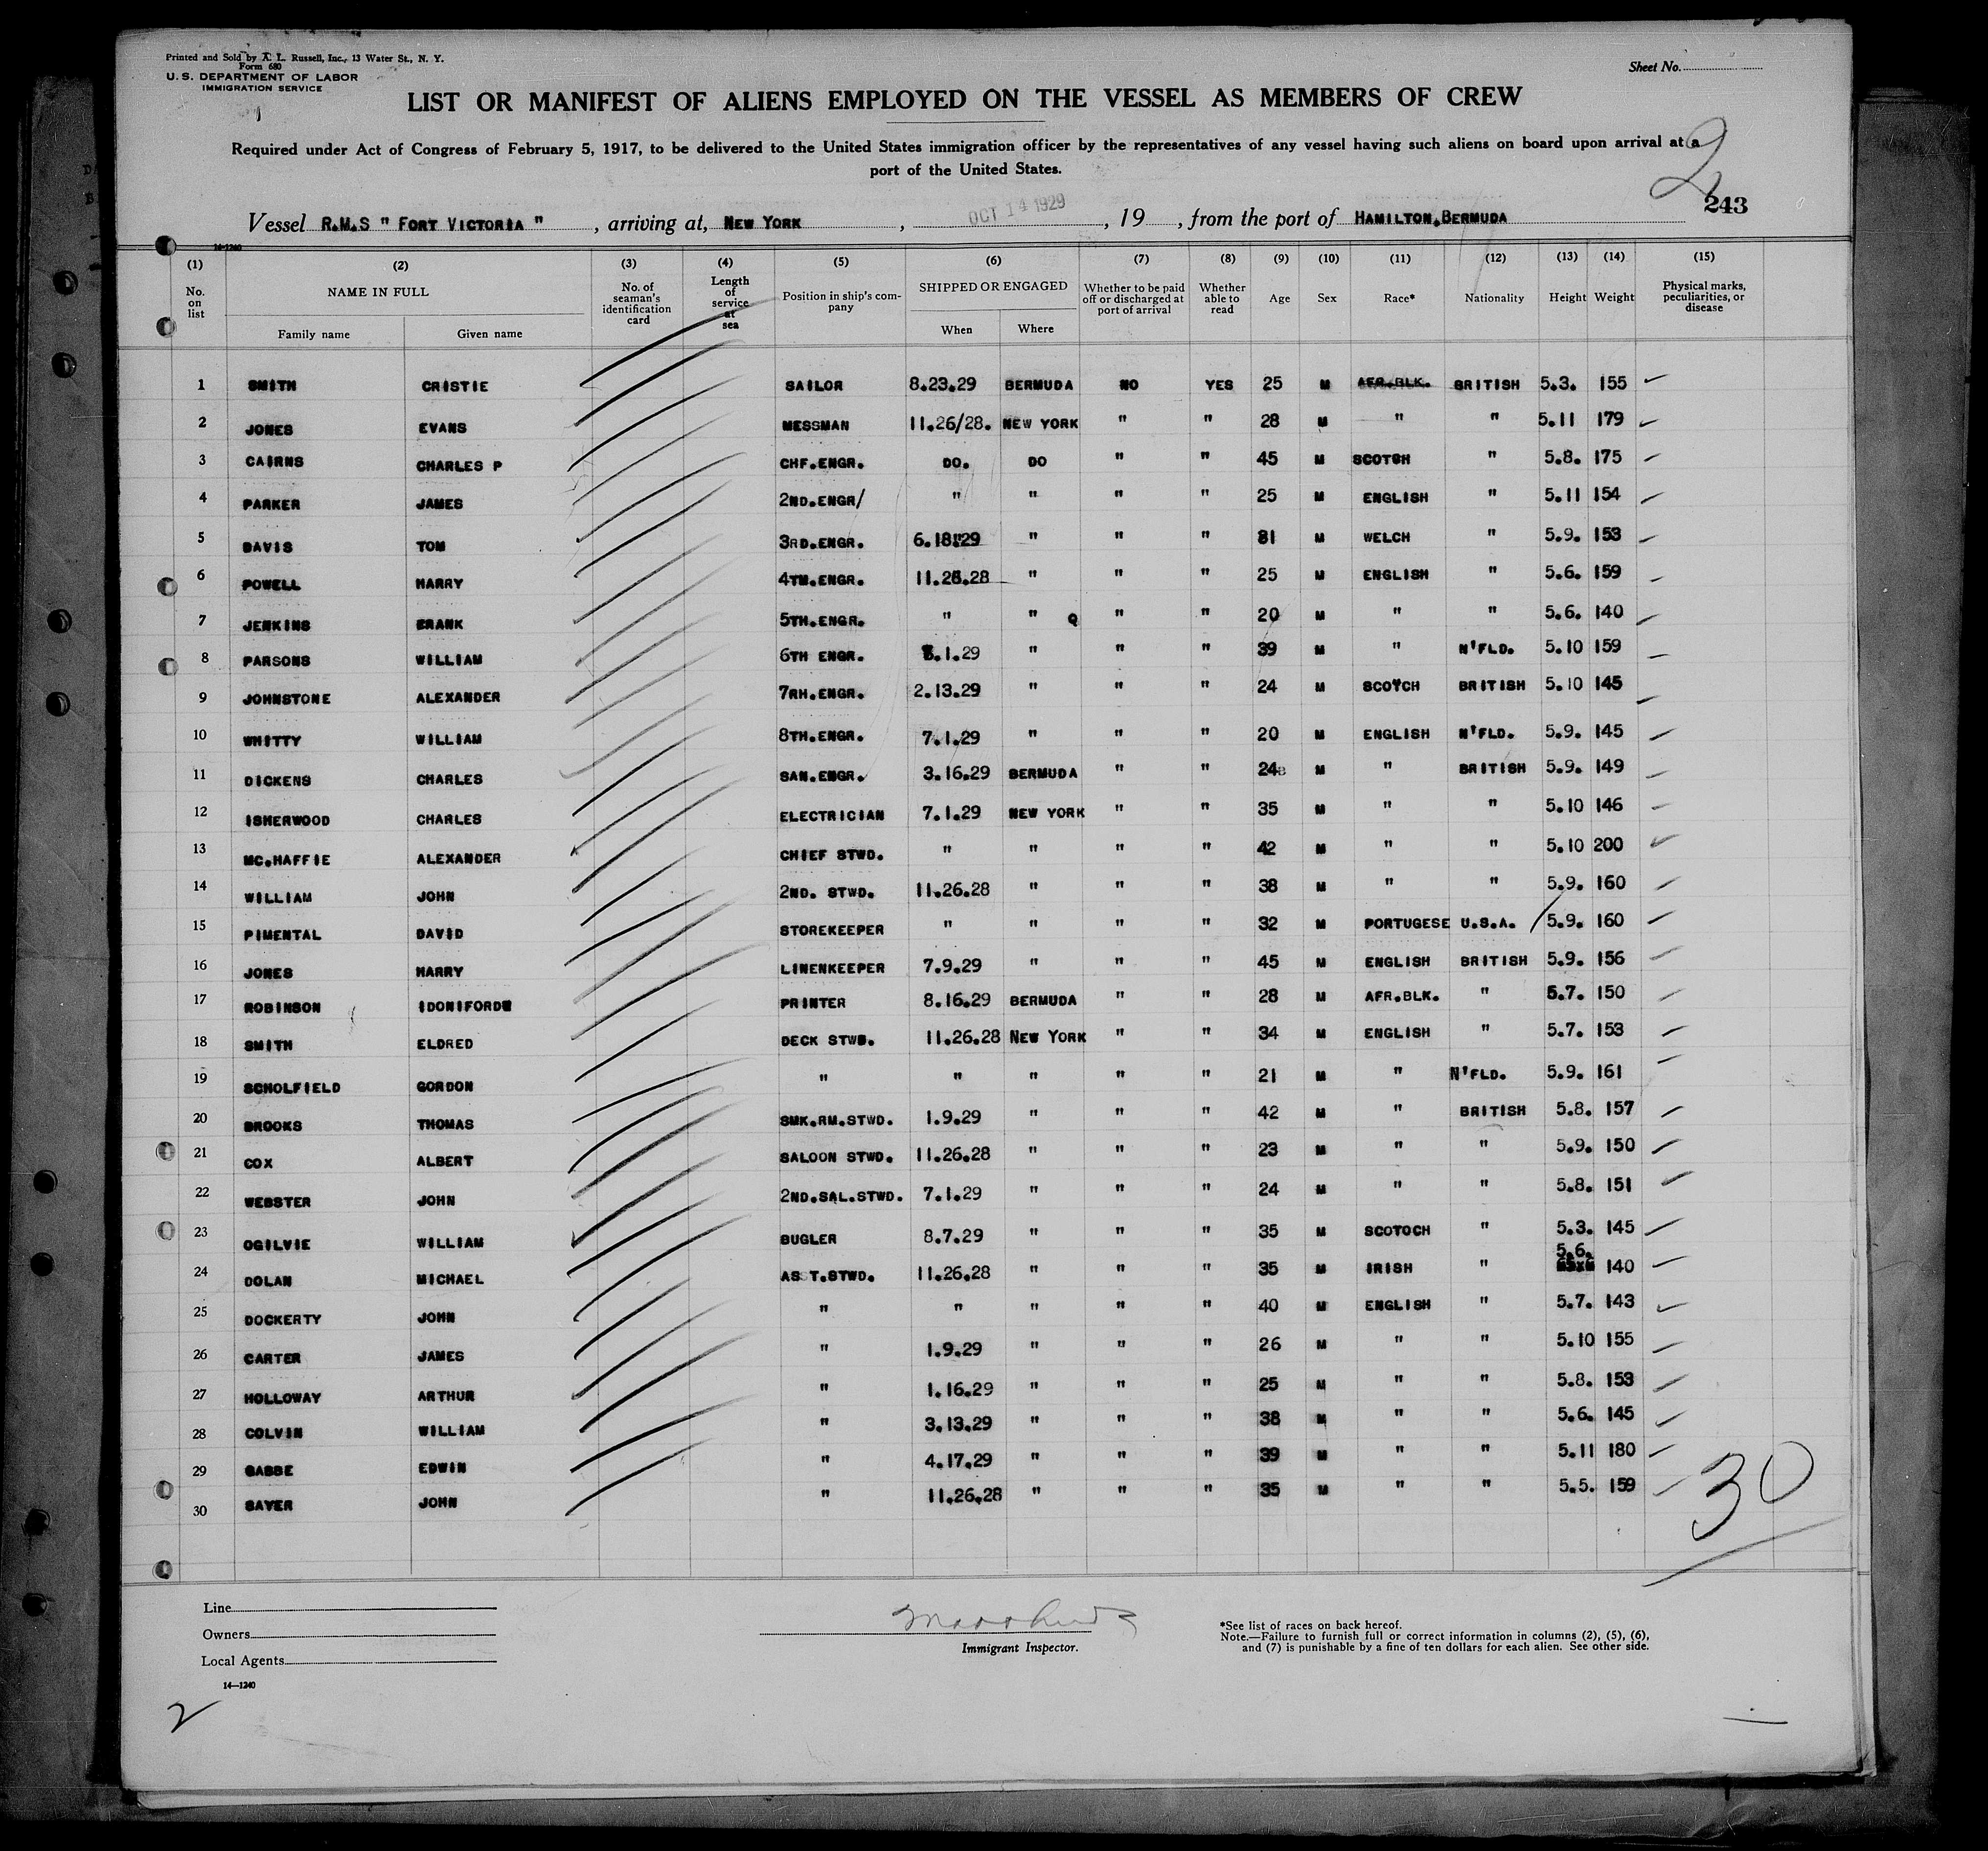 Printed and Sold by A. L. Russell, Inc., 13 Water St., N. Y.
Form 680
U. S. DEPARTMENT OF LABOR
IMMIGRATION SERVICE
Sheet No.
LIST OR MANIFEST OF ALIENS EMPLOYED ON THE VESSEL AS MEMBERS OF CREW
Required under Act of Congress of February 5, 1917, to be delivered to the United States immigration officer by the representatives of any vessel having such aliens on board upon arrival at a
port of the United States.
2
243
Vessel R.M.S " FORT VICTORIA " , arriving at, NEW YORK , OCT 14 1929 , 19 , from the port of HAMILTON,BERMUDA
14-1240
(1) (2) (3) (4) (5) (6) (7) (8) (9) (10) (11) (12) (13) (14) (15)
No. on list NAME IN FULL Family name Given name No. of seaman's identification card Length of service at sea Position in ship's company SHIPPED OR ENGAGED When Where Whether to be paid off or discharged at port of arrival Whether able to read Age Sex Race* Nationality Height Weight Physical marks, peculiarities, or disease
1 SMITH CRISTIE SAILOR 8.23.29 BERMUDA NO YES 25 M AFR.BLK. BRITISH 5.3. 155
2 JONES EVANS MESSMAN 11.26/28. NEW YORK " " 28 M " " 5.11 179
3 CAIRNS CHARLES P CHF.ENGR. DO. DO " " 45 M SCOTCH " 5.8. 175
4 PARKER JAMES 2ND.ENGR/ " " " " 25 M ENGLISH " 5.11 154
5 DAVIS TOM 3RD.ENGR. 6.18.29 " " " 31 M WELCH " 5.9. 153
6 POWELL HARRY 4TH.ENGR. 11.26.28 " " " 25 M ENGLISH " 5.6. 159
7 JENKINS FRANK 5TH.ENGR. " " Q " " 20 M " " 5.6. 140
8 PARSONS WILLIAM 6TH ENGR. .1.29 " " " 39 M " N'FLD. 5.10 159
9 JOHNSTONE ALEXANDER 7RH.ENGR. 2.13.29 " " " 24 M SCOTCH BRITISH 5.10 145
10 WHITTY WILLIAM 8TH.ENGR. 7.1.29 " " " 20 M ENGLISH N'FLD. 5.9. 145
11 DICKENS CHARLES SAN.ENGR. 3.16.29 BERMUDA " " 24 M " BRITISH 5.9. 149
12 ISHERWOOD CHARLES ELECTRICIAN 7.1.29 NEW YORK " " 35 M " " 5.10 146
13 MC.HAFFIE ALEXANDER CHIEF STWD. " " " " 42 M " " 5.10 200
14 WILLIAM JOHN 2ND. STWD. 11.26.28 " " " 38 M " " 5.9. 160
15 PIMENTAL DAVID STOREKEEPER " " " " 32 M PORTUGESE U.S.A. 5.9. 160
16 JONES HARRY LINENKEEPER 7.9.29 " " " 45 M ENGLISH BRITISH 5.9. 156
17 ROBINSON IDONIFORDE PRINTER 8.16.29 BERMUDA " " 28 M AFR.BLK. " 5.7. 150
18 SMITH ELDRED DECK STWD. 11.26.28 NEW YORK " " 34 M ENGLISH " 5.7. 153
19 SCHOLFIELD GORDON " " " " " 21 M " N'FLD. 5.9. 161
20 BROOKS THOMAS SMK.RM.STWD. 1.9.29 " " " 42 M " BRITISH 5.8. 157
21 COX ALBERT SALOON STWD. 11.26.28 " " " 23 M " " 5.9. 150
22 WEBSTER JOHN 2ND.SAL.STWD. 7.1.29 " " " 24 M " " 5.8. 151
23 OGILVIE WILLIAM BUGLER 8.7.29 " " " 35 M SCOTOCH " 5.3. 145
24 DOLAN MICHAEL AS T.STWD. 11.26.28 " " " 35 M IRISH " 5.6. 140
25 DOCKERTY JOHN " " " " " 40 M ENGLISH " 5.7. 143
26 CARTER JAMES " 1.9.29 " " " 26 M " " 5.10 155
27 HOLLOWAY ARTHUR " 1.16.29 " " " 25 M " " 5.8. 153
28 COLVIN WILLIAM " 3.13.29 " " " 38 M " " 5.6. 145
29 GABBE EDWIN " 4.17.29 " " " 39 M " " 5.11 180
30 SAYER JOHN " 11.26.28 " " " 35 M " " 5.5. 159
30
Line
Owners
Local Agents
14—1240
Immigrant Inspector.
*See list of races on back hereof.
Note.—Failure to furnish full or correct information in columns (2), (5), (6),
and (7) is punishable by a fine of ten dollars for each alien. See other side.
2